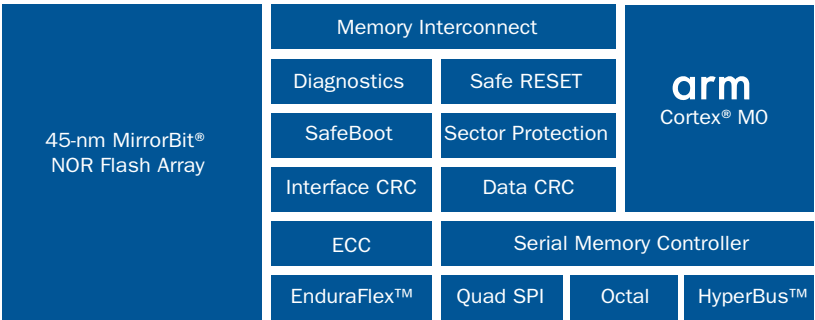 45-nm MirrorBit®
NOR Flash Array
Memory Interconnect
Diagnostics
Safe RESET
SafeBoot
Sector Protection
Interface CRC
Data CRC
arm
Cortex® M0
ECC
Serial Memory Controller
EnduraFlex™
Quad SPI
Octal
HyperBus™